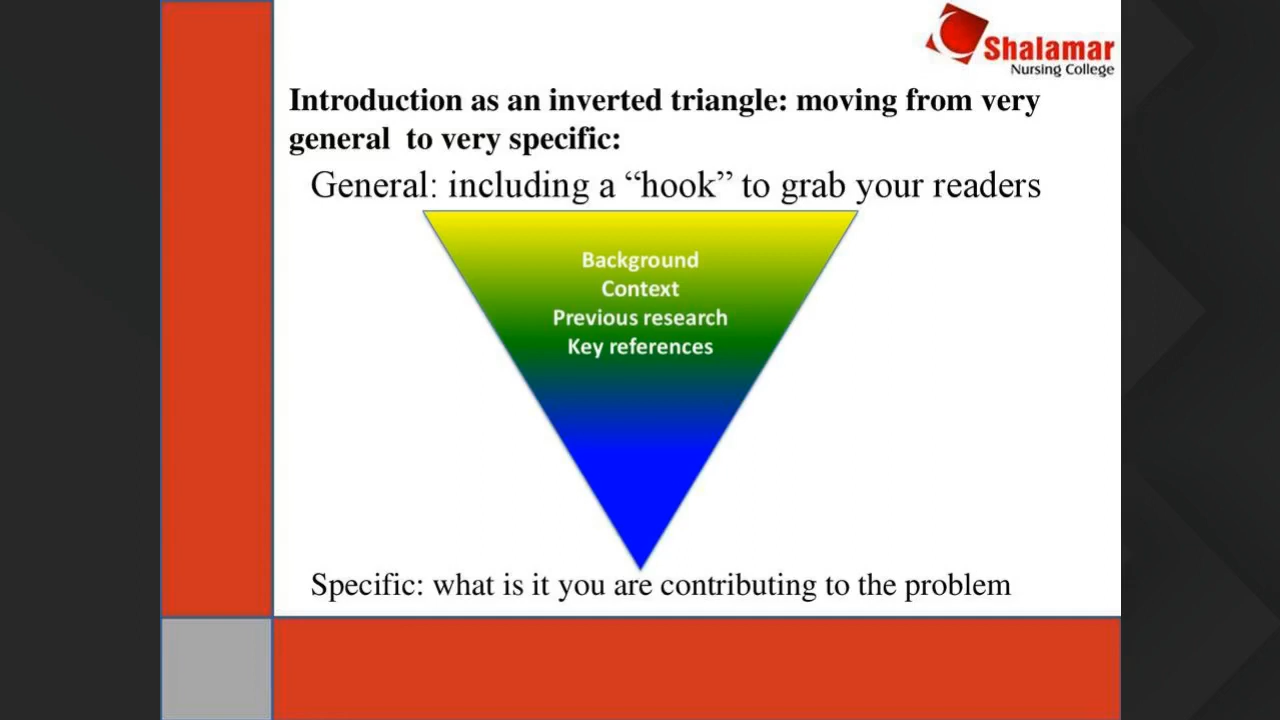 Shalamar
Nursing College
Introduction as an inverted triangle: moving from very
general to very specific:
General: including a “hook” to grab your readers
Background
Context
Previous research
Key references
Specific: what is it you are contributing to the problem